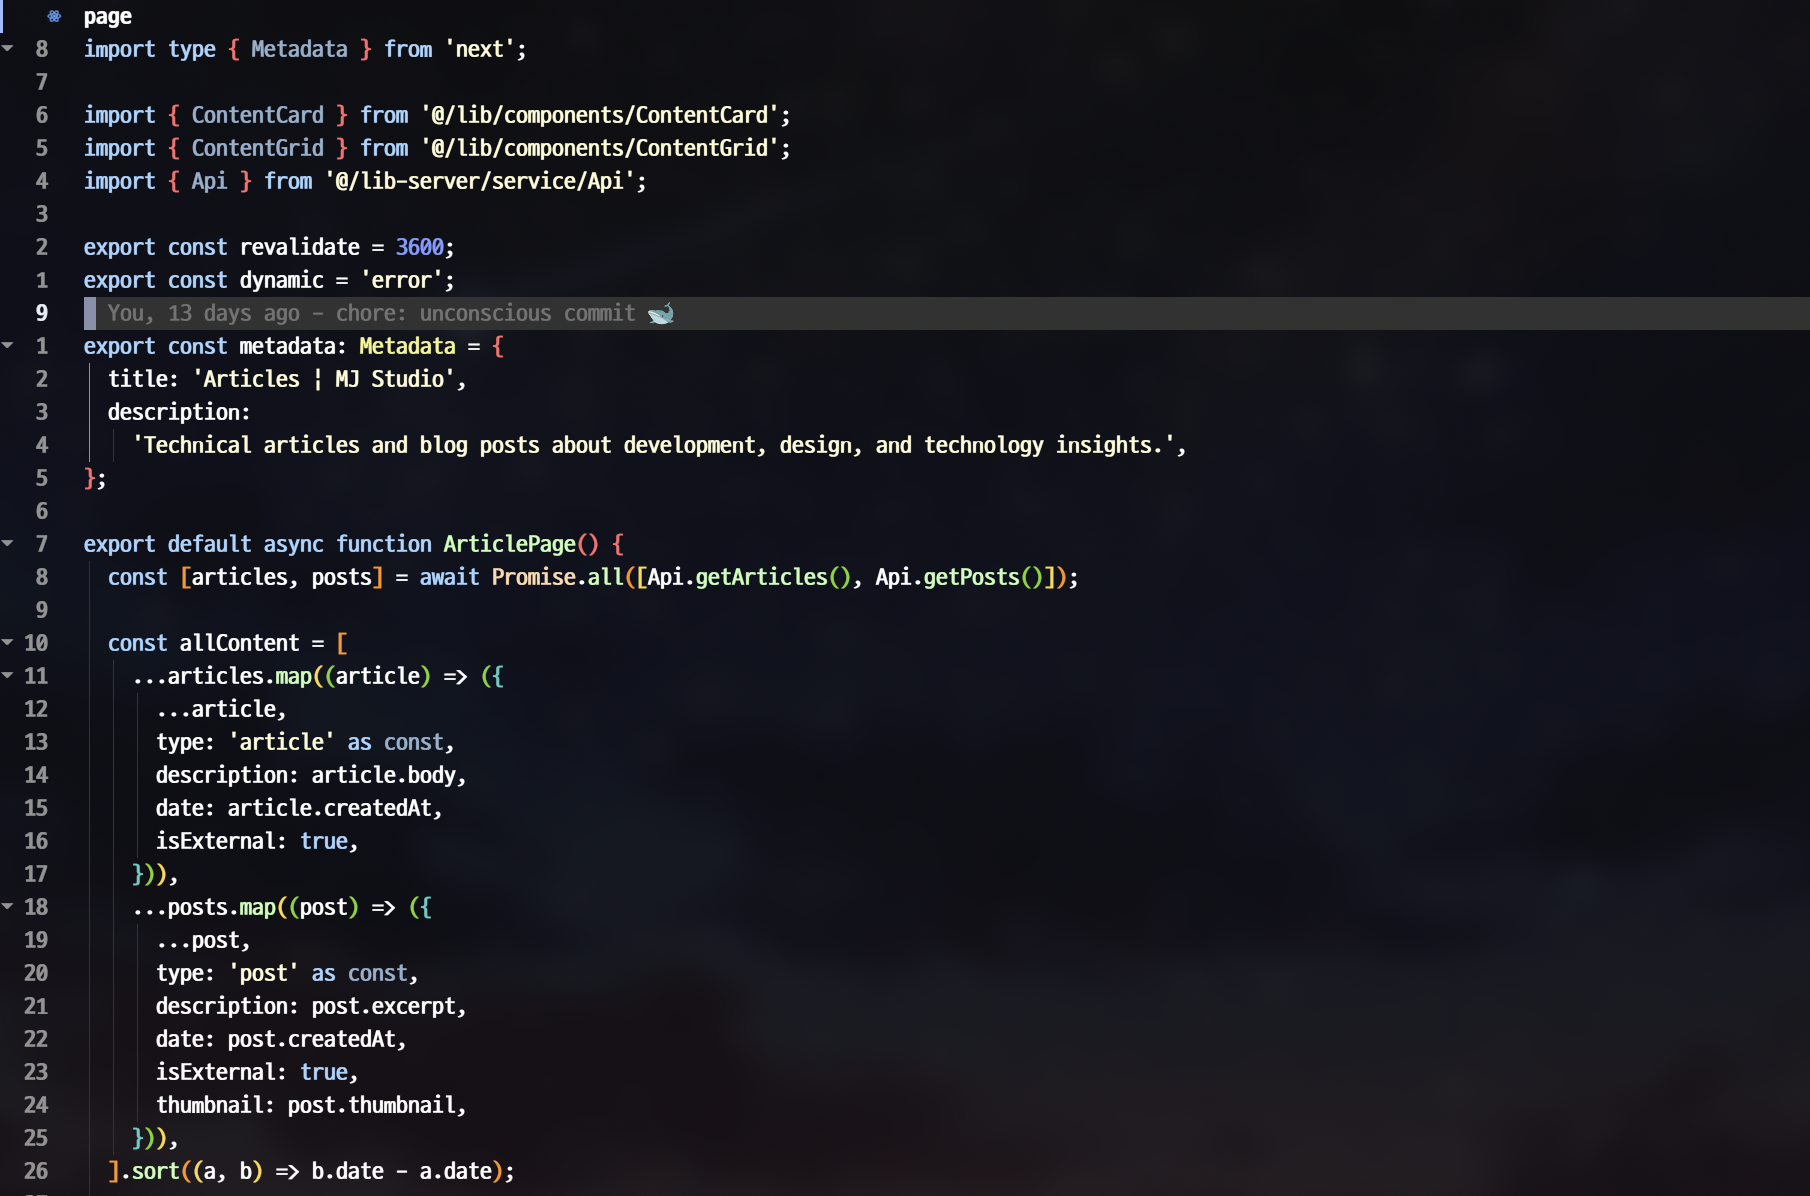 page
8 import type { Metadata } from 'next';
7
6 import { ContentCard } from '@/lib/components/ContentCard';
5 import { ContentGrid } from '@/lib/components/ContentGrid';
4 import { Api } from '@/lib-server/service/Api';
3
2 export const revalidate = 3600;
1 export const dynamic = 'error';
9 You, 13 days ago - chore: unconscious commit 🐳
1 export const metadata: Metadata = {
2   title: 'Articles | MJ Studio',
3   description:
4     'Technical articles and blog posts about development, design, and technology insights.',
5 };
6
7 export default async function ArticlePage() {
8   const [articles, posts] = await Promise.all([Api.getArticles(), Api.getPosts()]);
9
10   const allContent = [
11     ...articles.map((article) => ({
12       ...article,
13       type: 'article' as const,
14       description: article.body,
15       date: article.createdAt,
16       isExternal: true,
17     })),
18     ...posts.map((post) => ({
19       ...post,
20       type: 'post' as const,
21       description: post.excerpt,
22       date: post.createdAt,
23       isExternal: true,
24       thumbnail: post.thumbnail,
25     })),
26   ].sort((a, b) => b.date - a.date);